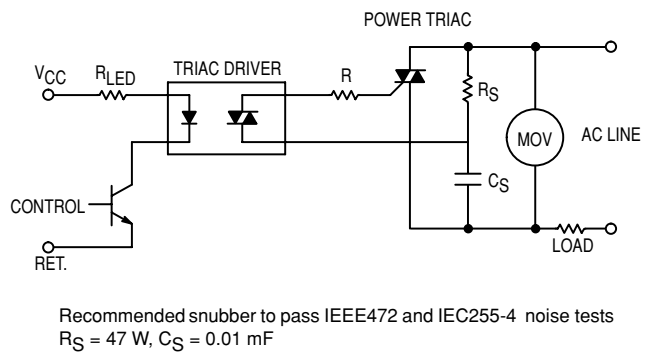 POWER TRIAC
VCC
RLED
TRIAC DRIVER
R
RS
MOV
AC LINE
CS
CONTROL
LOAD
RET.
Recommended snubber to pass IEEE472 and IEC255-4 noise tests
RS = 47 W, CS = 0.01 mF